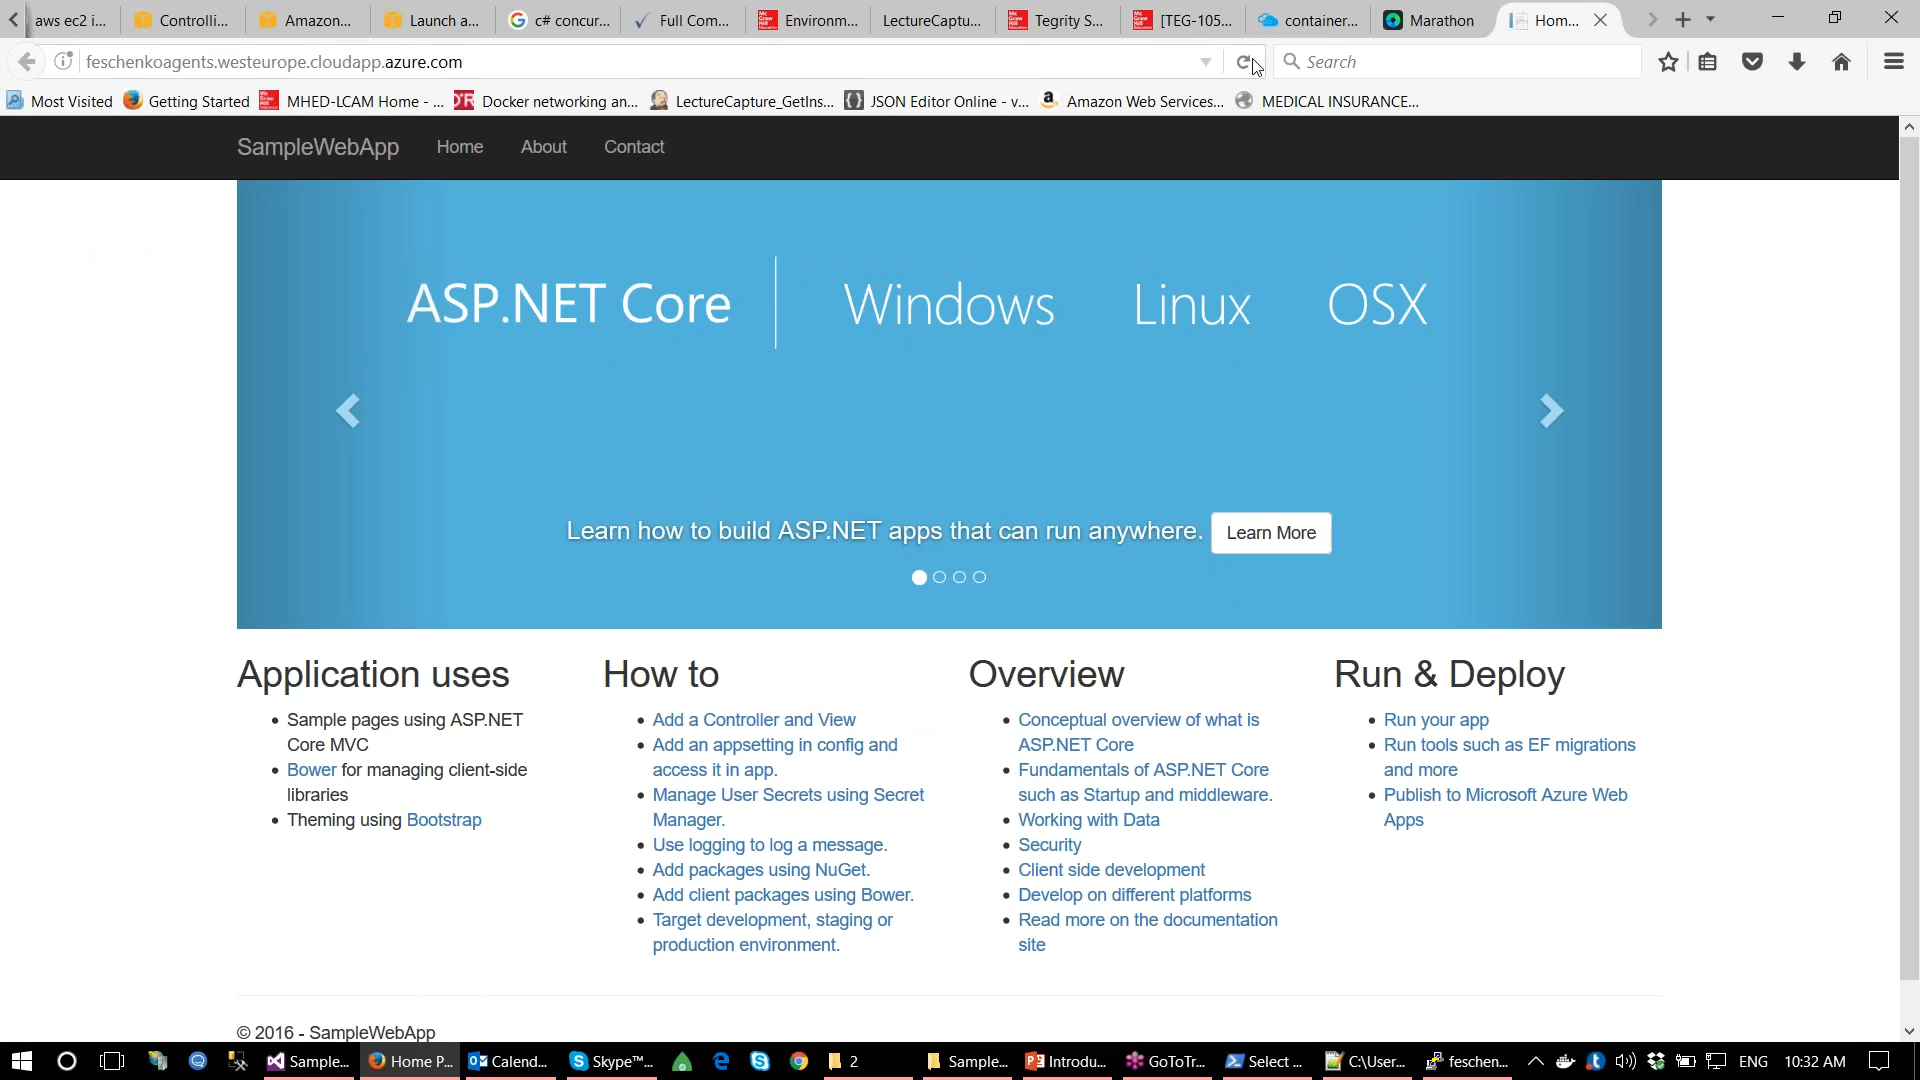 aws ec2 i...
Controlli...
Amazon...
Launch a...
c# concur...
Full Com...
Environm...
LectureCaptu...
Tegrity S...
[TEG-105...
container...
Marathon
Hom...
feschenkoagents.westeurope.cloudapp.azure.com
Search
Most Visited
Getting Started
MHED-LCAM Home - ...
Docker networking an...
LectureCapture_GetIns...
JSON Editor Online - v...
Amazon Web Services...
MEDICAL INSURANCE...
SampleWebApp
Home
About
Contact
ASP.NET Core
Windows
Linux
OSX
Learn how to build ASP.NET apps that can run anywhere.
Learn More
Application uses
Sample pages using ASP.NET
Core MVC
Bower for managing client-side
libraries
Theming using Bootstrap
How to
Add a Controller and View
Add an appsetting in config and
access it in app.
Manage User Secrets using Secret
Manager.
Use logging to log a message.
Add packages using NuGet.
Add client packages using Bower.
Target development, staging or
production environment.
Overview
Conceptual overview of what is
ASP.NET Core
Fundamentals of ASP.NET Core
such as Startup and middleware.
Working with Data
Security
Client side development
Develop on different platforms
Read more on the documentation
site
Run & Deploy
Run your app
Run tools such as EF migrations
and more
Publish to Microsoft Azure Web
Apps
© 2016 - SampleWebApp
Sample...
Home P...
Calend...
Skype™...
2
Sample...
Introdu...
GoToTr...
Select ...
C:\User...
feschen...
ENG
10:32 AM